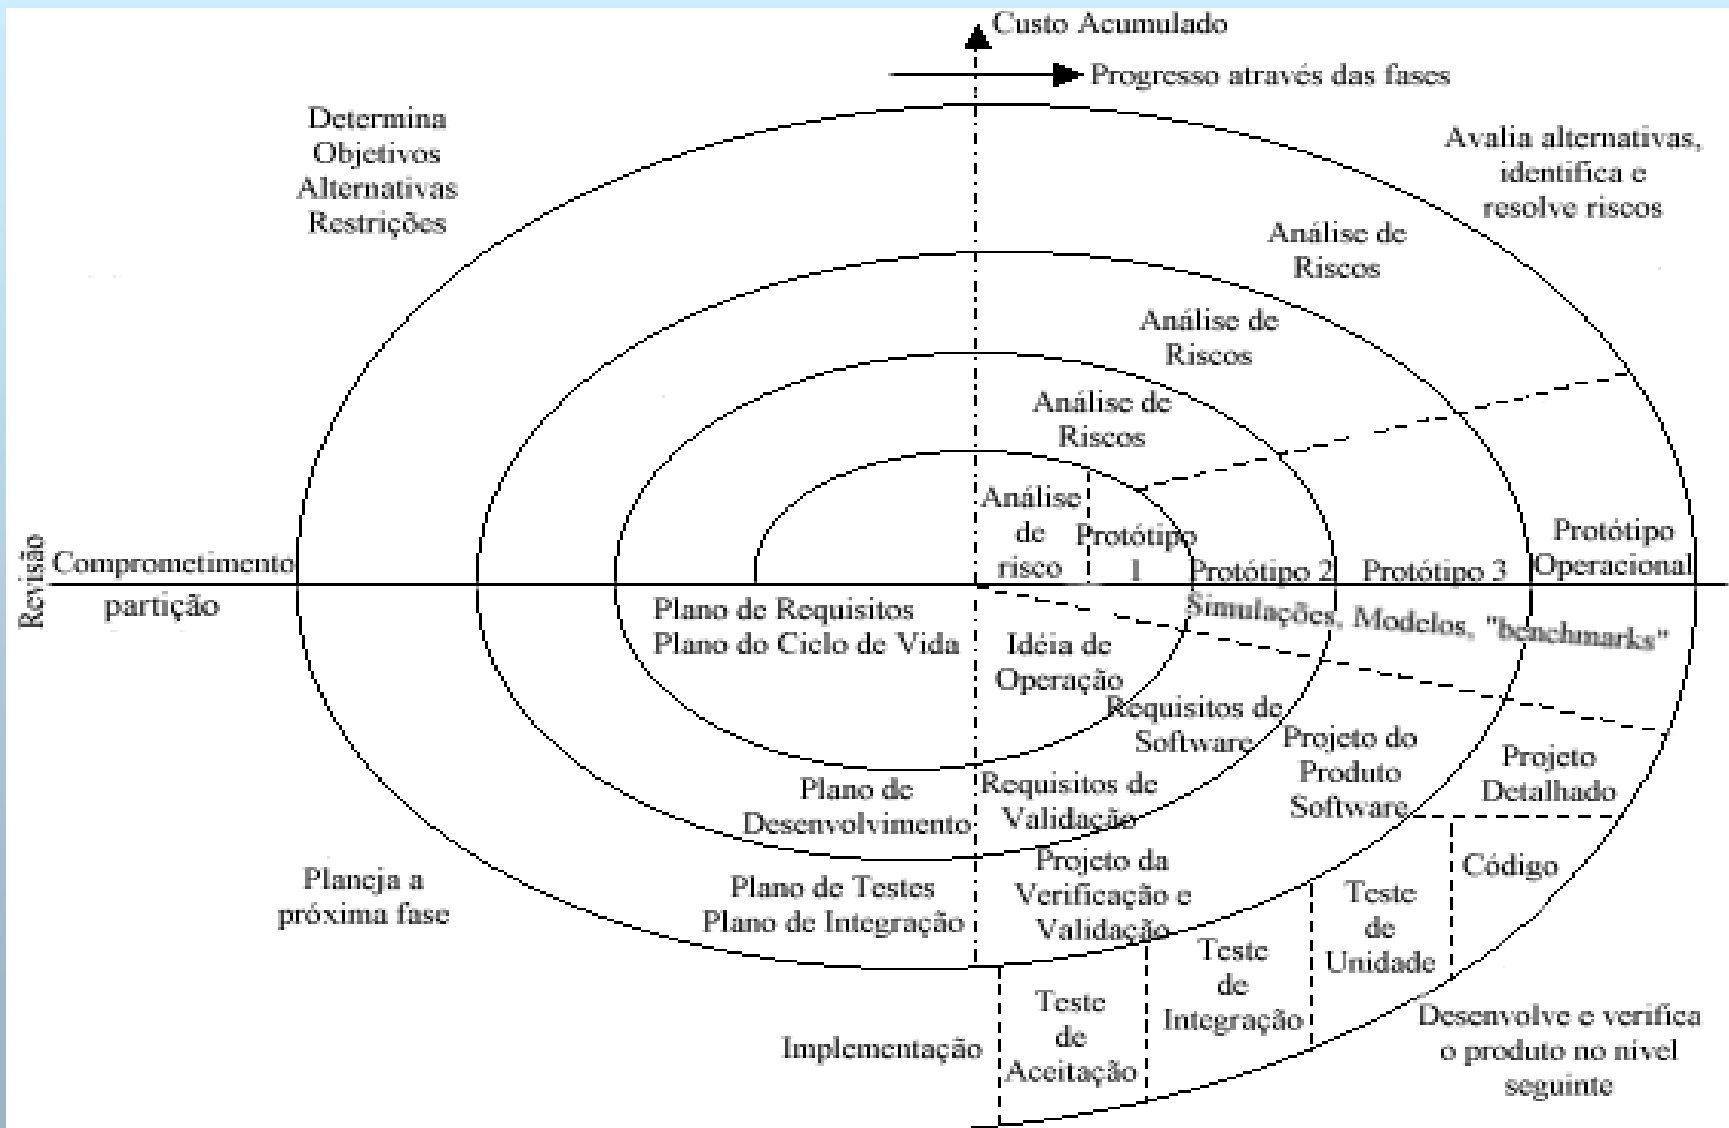 Custo Acumulado
Progresso através das fases
Determina
Objetivos
Alternativas
Restrições
Avalia alternativas,
identifica e
resolve riscos
Análise de
Riscos
Análise de
Riscos
Análise de
Riscos
Análise
de
risco
Protótipo
1
Protótipo 2
Protótipo 3
Protótipo
Operacional
Revisão
Comprometimento
partição
Simulações, Modelos, "benchmarks"
Plano de Requisitos
Plano do Ciclo de Vida
Idéia de
Operação
Requisitos de
Software
Projeto do
Produto
Software
Projeto
Detalhado
Plano de
Desenvolvimento
Requisitos de
Validação
Planeja a
próxima fase
Plano de Testes
Plano de Integração
Projeto da
Verificação e
Validação
Código
Teste
de
Unidade
Teste
de
Integração
Teste
de
Aceitação
Implementação
Desenvolve e verifica
o produto no nível
seguinte